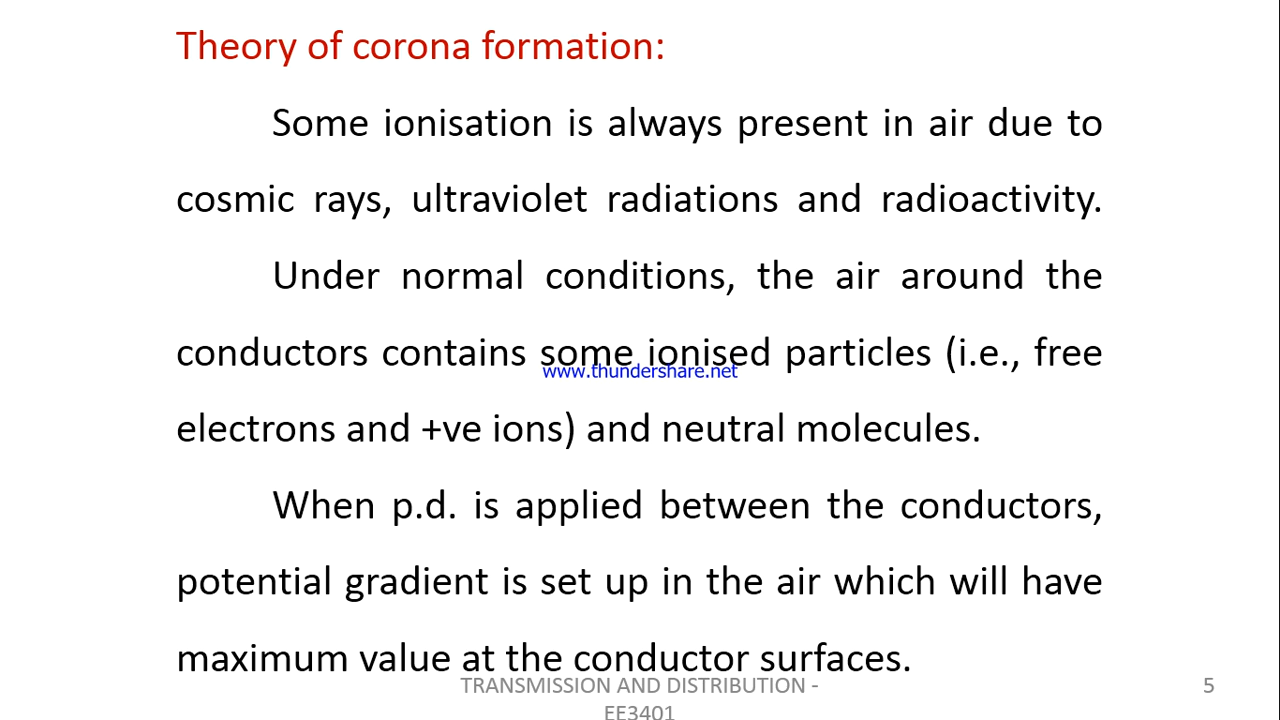 Theory of corona formation:
Some ionisation is always present in air due to
cosmic rays, ultraviolet radiations and radioactivity.
Under normal conditions, the air around the
conductors contains some ionised particles (i.e., free
www.thundershare.net
electrons and +ve ions) and neutral molecules.
When p.d. is applied between the conductors,
potential gradient is set up in the air which will have
maximum value at the conductor surfaces.
TRANSMISSION AND DISTRIBUTION -
EE3401
5